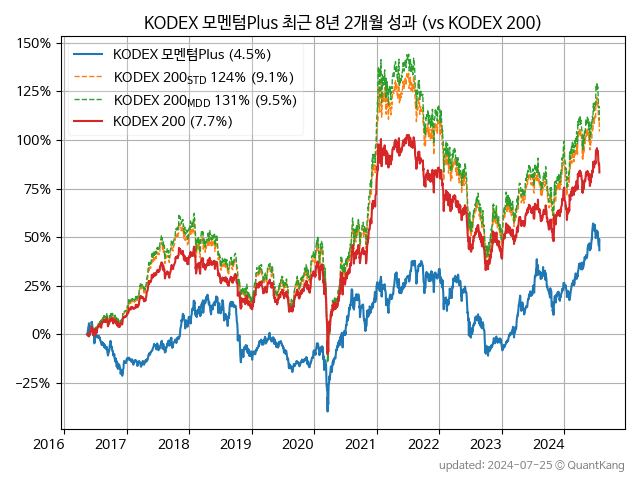 KODEX 모멘텀Plus 최근 8년 2개월 성과 (vs KODEX 200)
150%
125%
100%
75%
50%
25%
0%
−25%
KODEX 모멘텀Plus (4.5%)
KODEX 200STD 124% (9.1%)
KODEX 200MDD 131% (9.5%)
KODEX 200 (7.7%)
2016 2017 2018 2019 2020 2021 2022 2023 2024
updated: 2024-07-25 © QuantKang